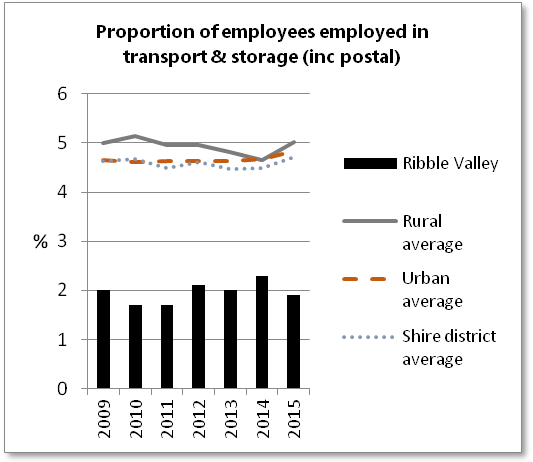 Proportion of employees employed in
transport & storage (inc postal)
6
5
4
3
2
1
0
%
2009
2010
2011
2012
2013
2014
2015
Ribble Valley
Rural
average
Urban
average
Shire district
average